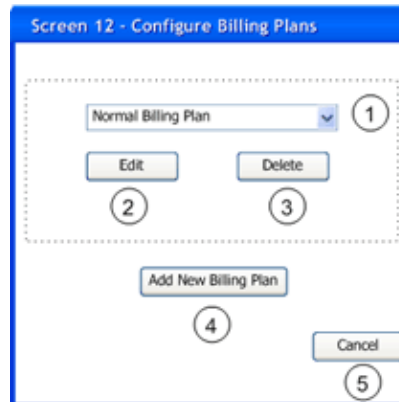 Screen 12 - Configure Billing Plans
Normal Billing Plan
1
Edit
Delete
2
3
Add New Billing Plan
4
Cancel
5